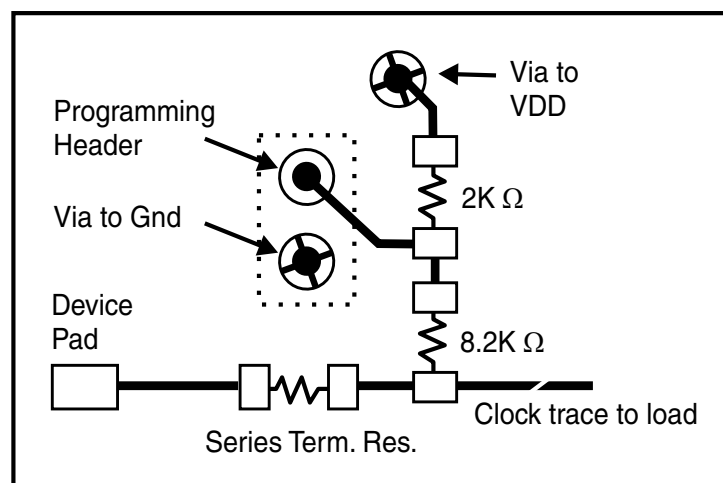 Via to
VDD
Programming
Header
2K Ω
Via to Gnd
Device
Pad
8.2K Ω
Clock trace to load
Series Term. Res.